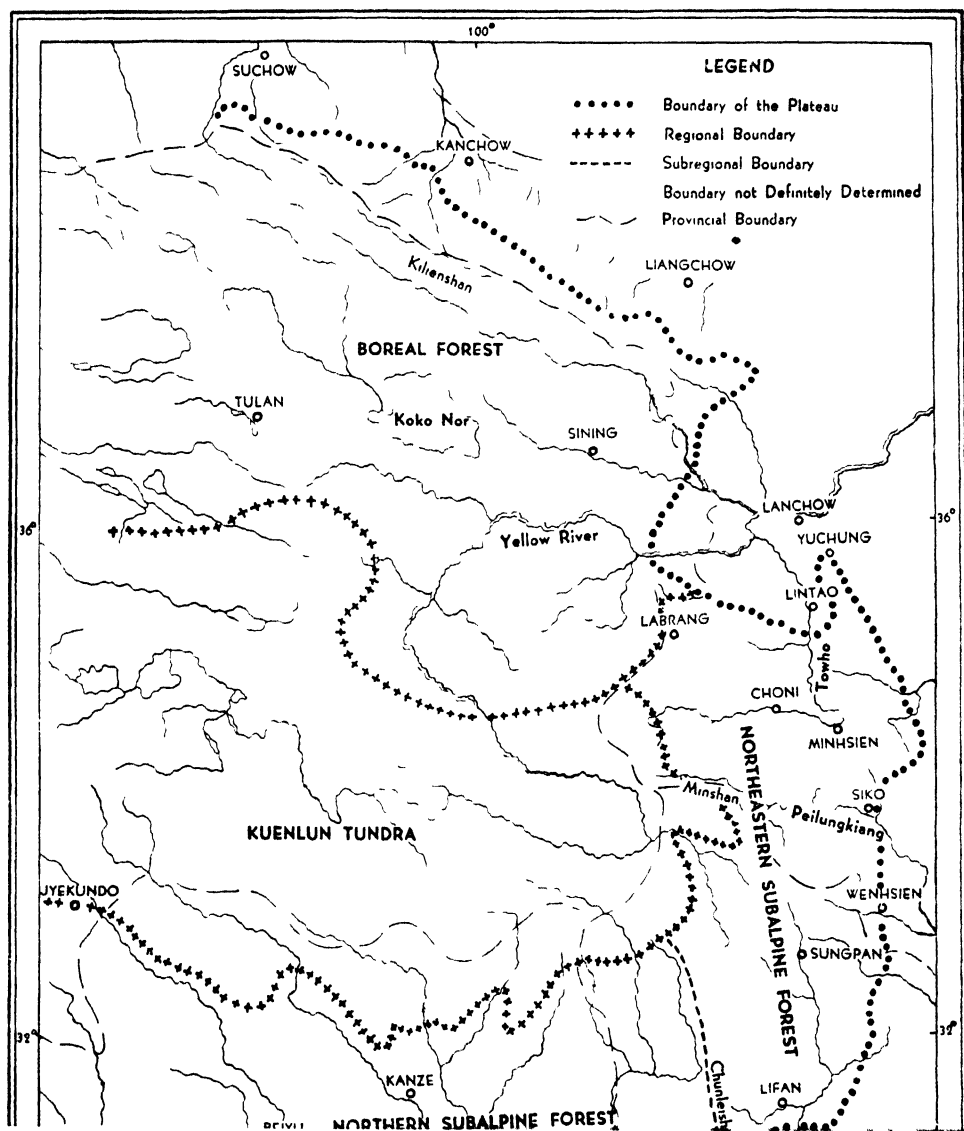 100°
SUCHOW
LEGEND
Boundary of the Plateau
Regional Boundary
Subregional Boundary
Boundary not Definitely Determined
Provincial Boundary
KANCHOW
LIANGCHOW
Kilienshan
BOREAL FOREST
TULAN
Koko Nor
SINING
LANCHOW
36°
36°
Yellow River
YUCHUNG
LINTAO
LABRANG
Towho
CHONI
MINHSIEN
NORTHEASTERN SUBALPINE FOREST
Minshan
SIKO
Peilungkiang
KUENLUN TUNDRA
JYEKUNDO
WENHSIEN
SUNGPAN
32°
32°
KANZE
LIFAN
NORTHERN SUBALPINE FOREST